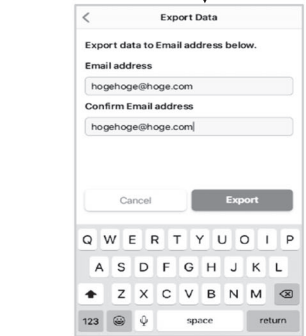 Export Data
Export data to Email address below.
Email address
hogehoge@hoge.com
Confirm Email address
hogehoge@hoge.com
Cancel
Export
Q W E R T Y U O I P
A S D F G H J K L
Z X C V B N M
123
space
return